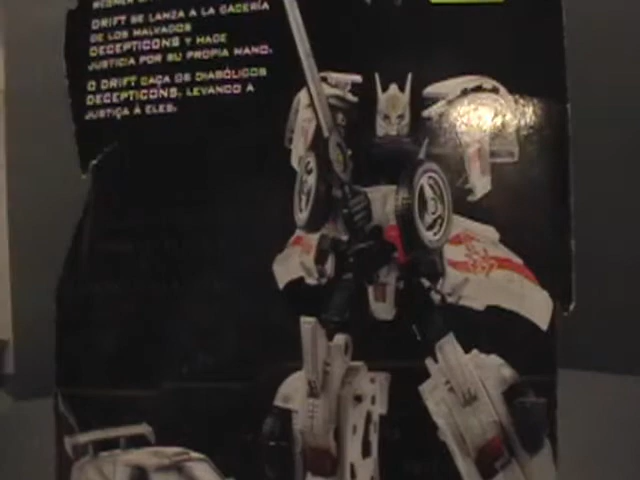 DRIFT SE LANZA A LA CACERÍA
DE LOS MALVADOS
DECEPTICONS Y HACE
JUSTICIA POR SU PROPIA MANO.
O DRIFT CAÇA OS DIABÓLICOS
DECEPTICONS, LEVANDO A
JUSTIÇA À ELES.